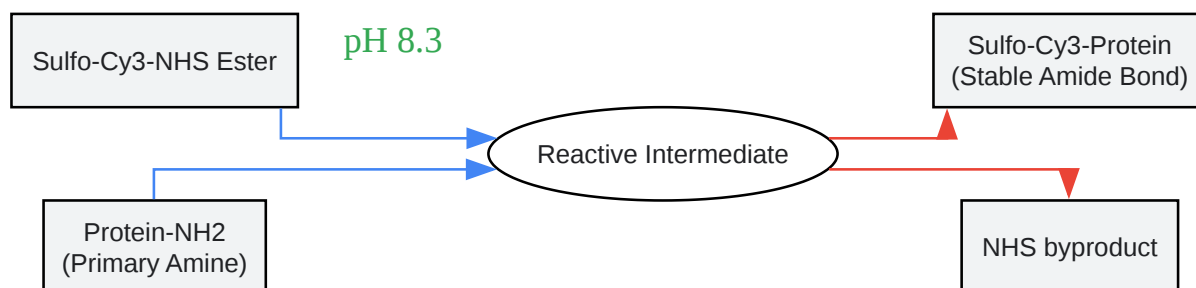 Sulfo-Cy3-NHS Ester
pH 8.3
Sulfo-Cy3-Protein
(Stable Amide Bond)
Reactive Intermediate
Protein-NH2
(Primary Amine)
NHS byproduct